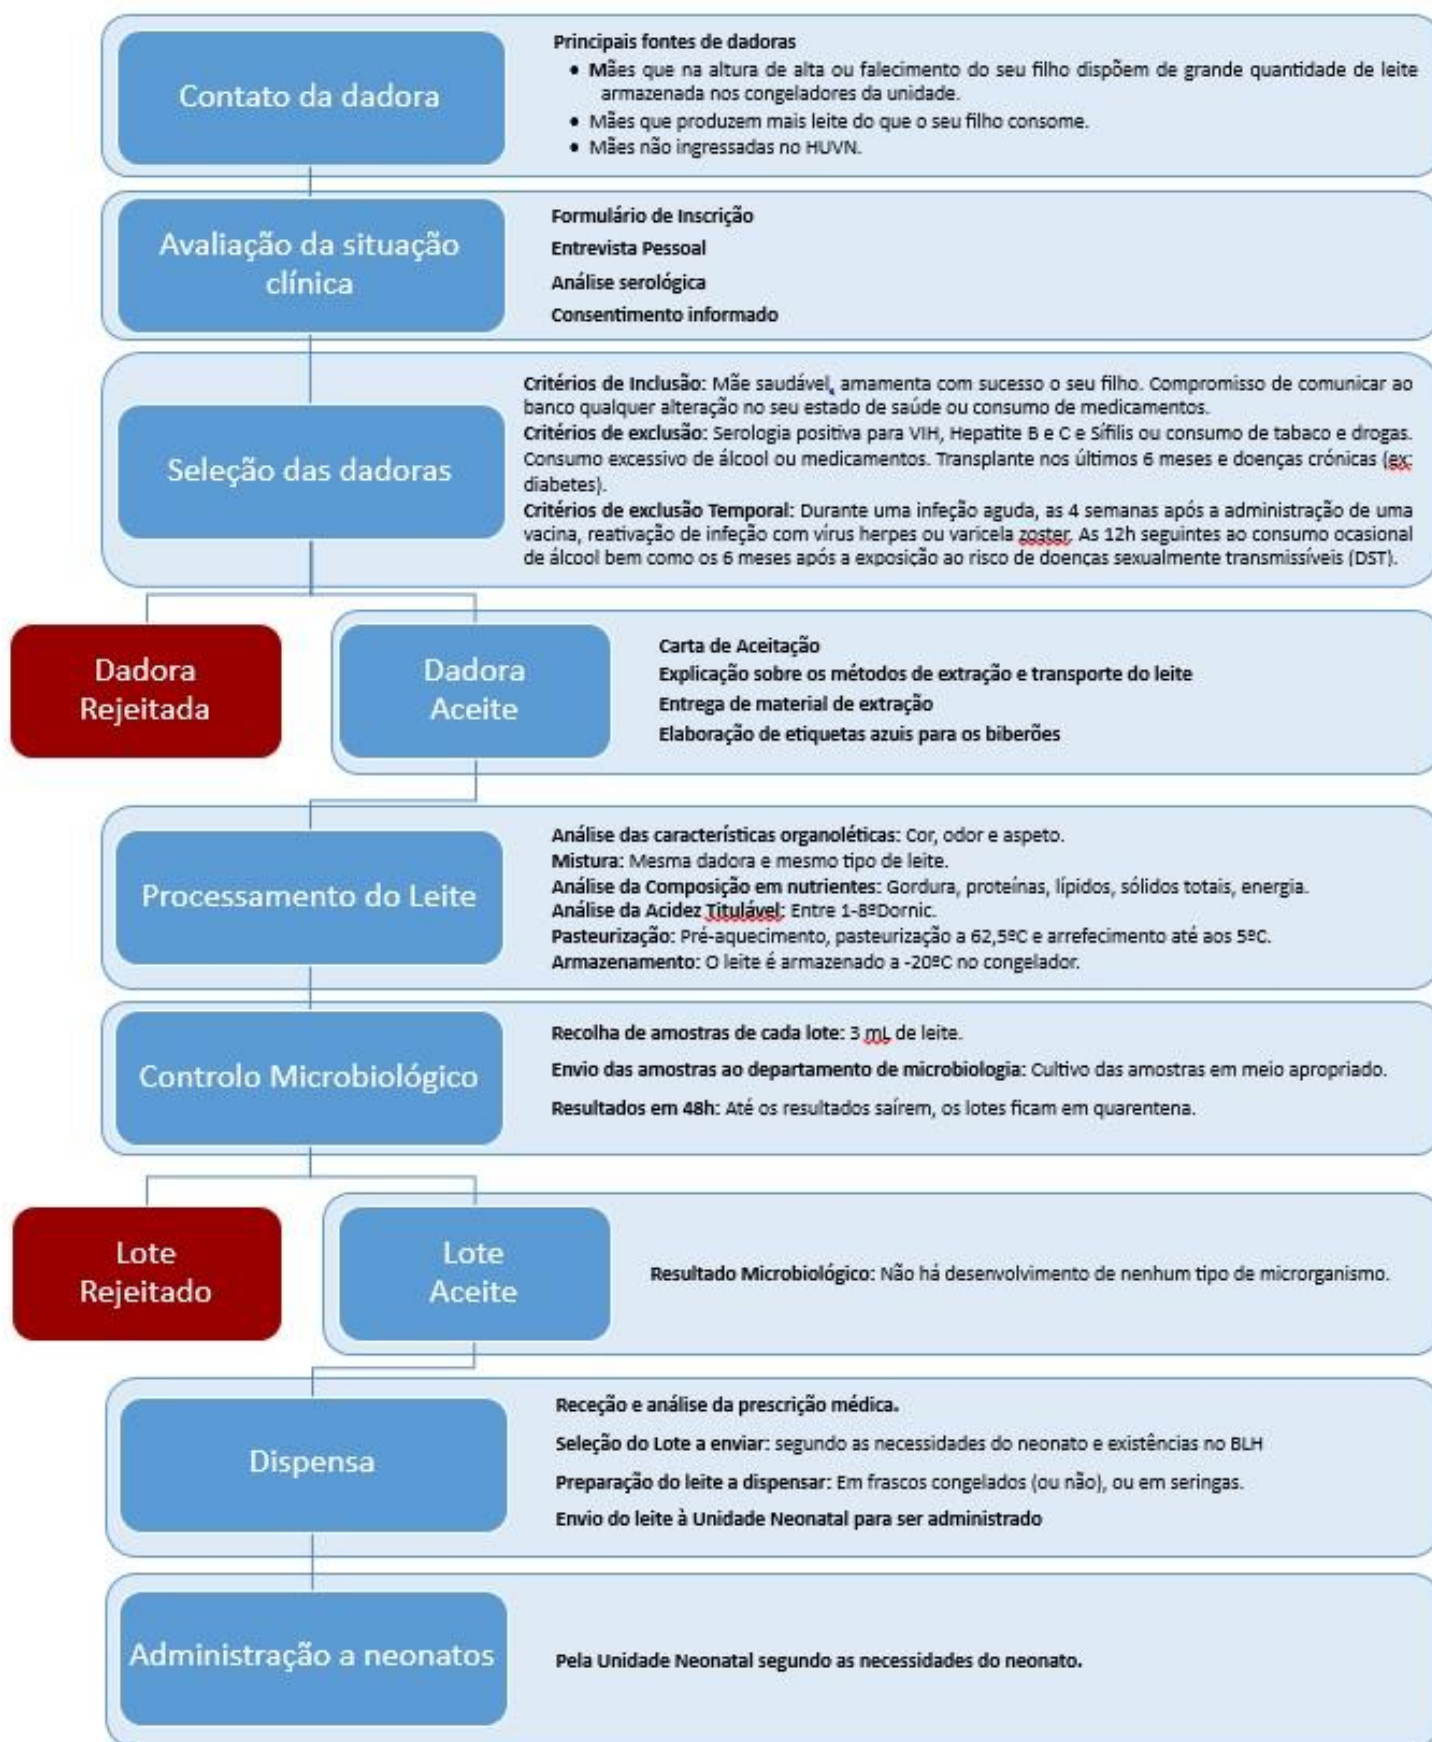 Contato da dadora
Principais fontes de dadoras
• Mães que na altura de alta ou falecimento do seu filho dispõem de grande quantidade de leite
armazenada nos congeladores da unidade.
• Mães que produzem mais leite do que o seu filho consome.
• Mães não ingressadas no HUVN.
Avaliação da situação
clínica
Formulário de Inscrição
Entrevista Pessoal
Análise serológica
Consentimento informado
Seleção das dadoras
Critérios de Inclusão: Mãe saudável, amamenta com sucesso o seu filho. Compromisso de comunicar ao
banco qualquer alteração no seu estado de saúde ou consumo de medicamentos.
Critérios de exclusão: Serologia positiva para VIH, Hepatite B e C e Sífilis ou consumo de tabaco e drogas.
Consumo excessivo de álcool ou medicamentos. Transplante nos últimos 6 meses e doenças crónicas (ex:
diabetes).
Critérios de exclusão Temporal: Durante uma infeção aguda, as 4 semanas após a administração de uma
vacina, reativação de infeção com vírus herpes ou varicela zoster. As 12h seguintes ao consumo ocasional
de álcool bem como os 6 meses após a exposição ao risco de doenças sexualmente transmissíveis (DST).
Dadora
Rejeitada
Dadora
Aceite
Carta de Aceitação
Explicação sobre os métodos de extração e transporte do leite
Entrega de material de extração
Elaboração de etiquetas azuis para os biberões
Processamento do Leite
Análise das características organoléticas: Cor, odor e aspeto.
Mistura: Mesma dadora e mesmo tipo de leite.
Análise da Composição em nutrientes: Gordura, proteínas, lípidos, sólidos totais, energia.
Análise da Acidez Titulável: Entre 1-8ºDornic.
Pasteurização: Pré-aquecimento, pasteurização a 62,5ºC e arrefecimento até aos 5ºC.
Armazenamento: O leite é armazenado a -20ºC no congelador.
Controlo Microbiológico
Recolha de amostras de cada lote: 3 mL de leite.
Envio das amostras ao departamento de microbiologia: Cultivo das amostras em meio apropriado.
Resultados em 48h: Até os resultados saírem, os lotes ficam em quarentena.
Lote
Rejeitado
Lote
Aceite
Resultado Microbiológico: Não há desenvolvimento de nenhum tipo de microrganismo.
Dispensa
Receção e análise da prescrição médica.
Seleção do Lote a enviar: segundo as necessidades do neonato e existências no BLH
Preparação do leite a dispensar: Em frascos congelados (ou não), ou em seringas.
Envio do leite à Unidade Neonatal para ser administrado
Administração a neonatos
Pela Unidade Neonatal segundo as necessidades do neonato.